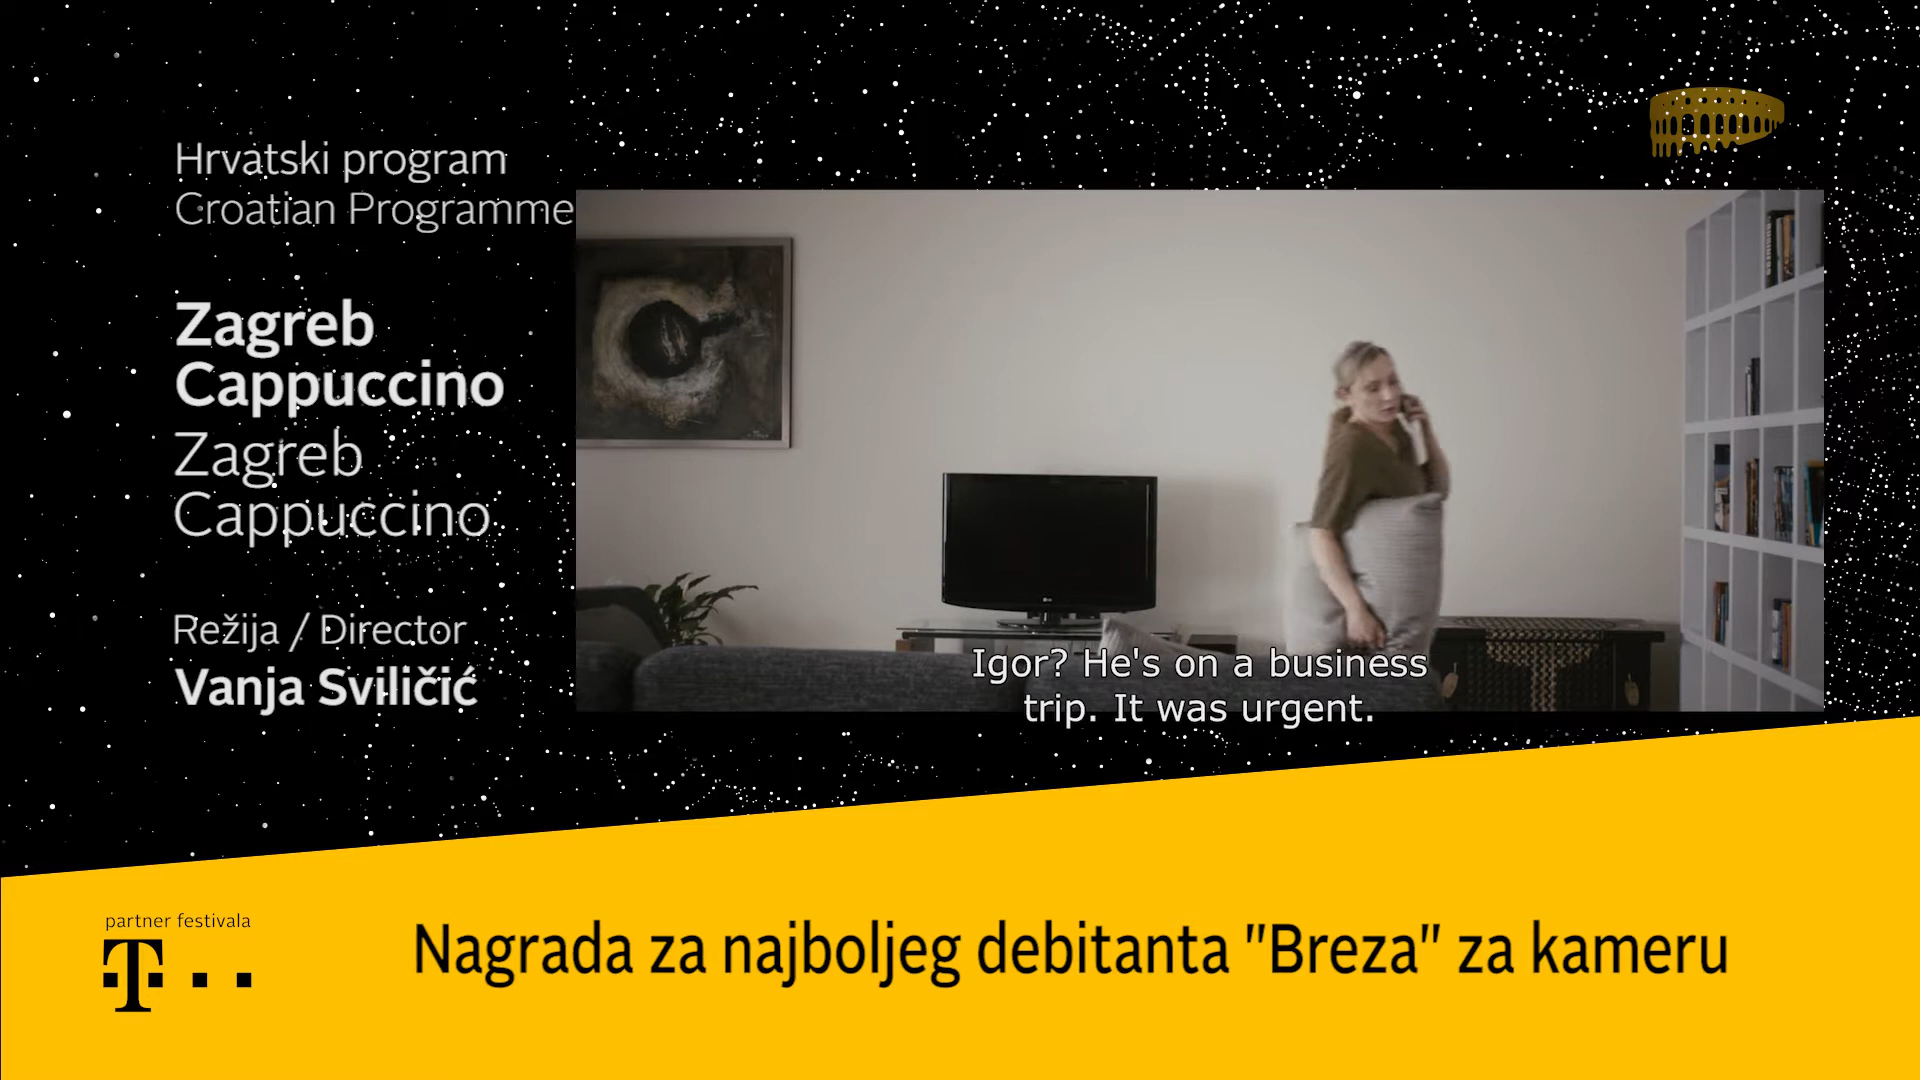 Hrvatski program
Croatian Programme
Zagreb
Cappuccino
Zagreb
Cappuccino
Režija / Director
Vanja Sviličić
Igor? He's on a business
trip. It was urgent.
partner festivala
T
Nagrada za najboljeg debitanta "Breza" za kameru